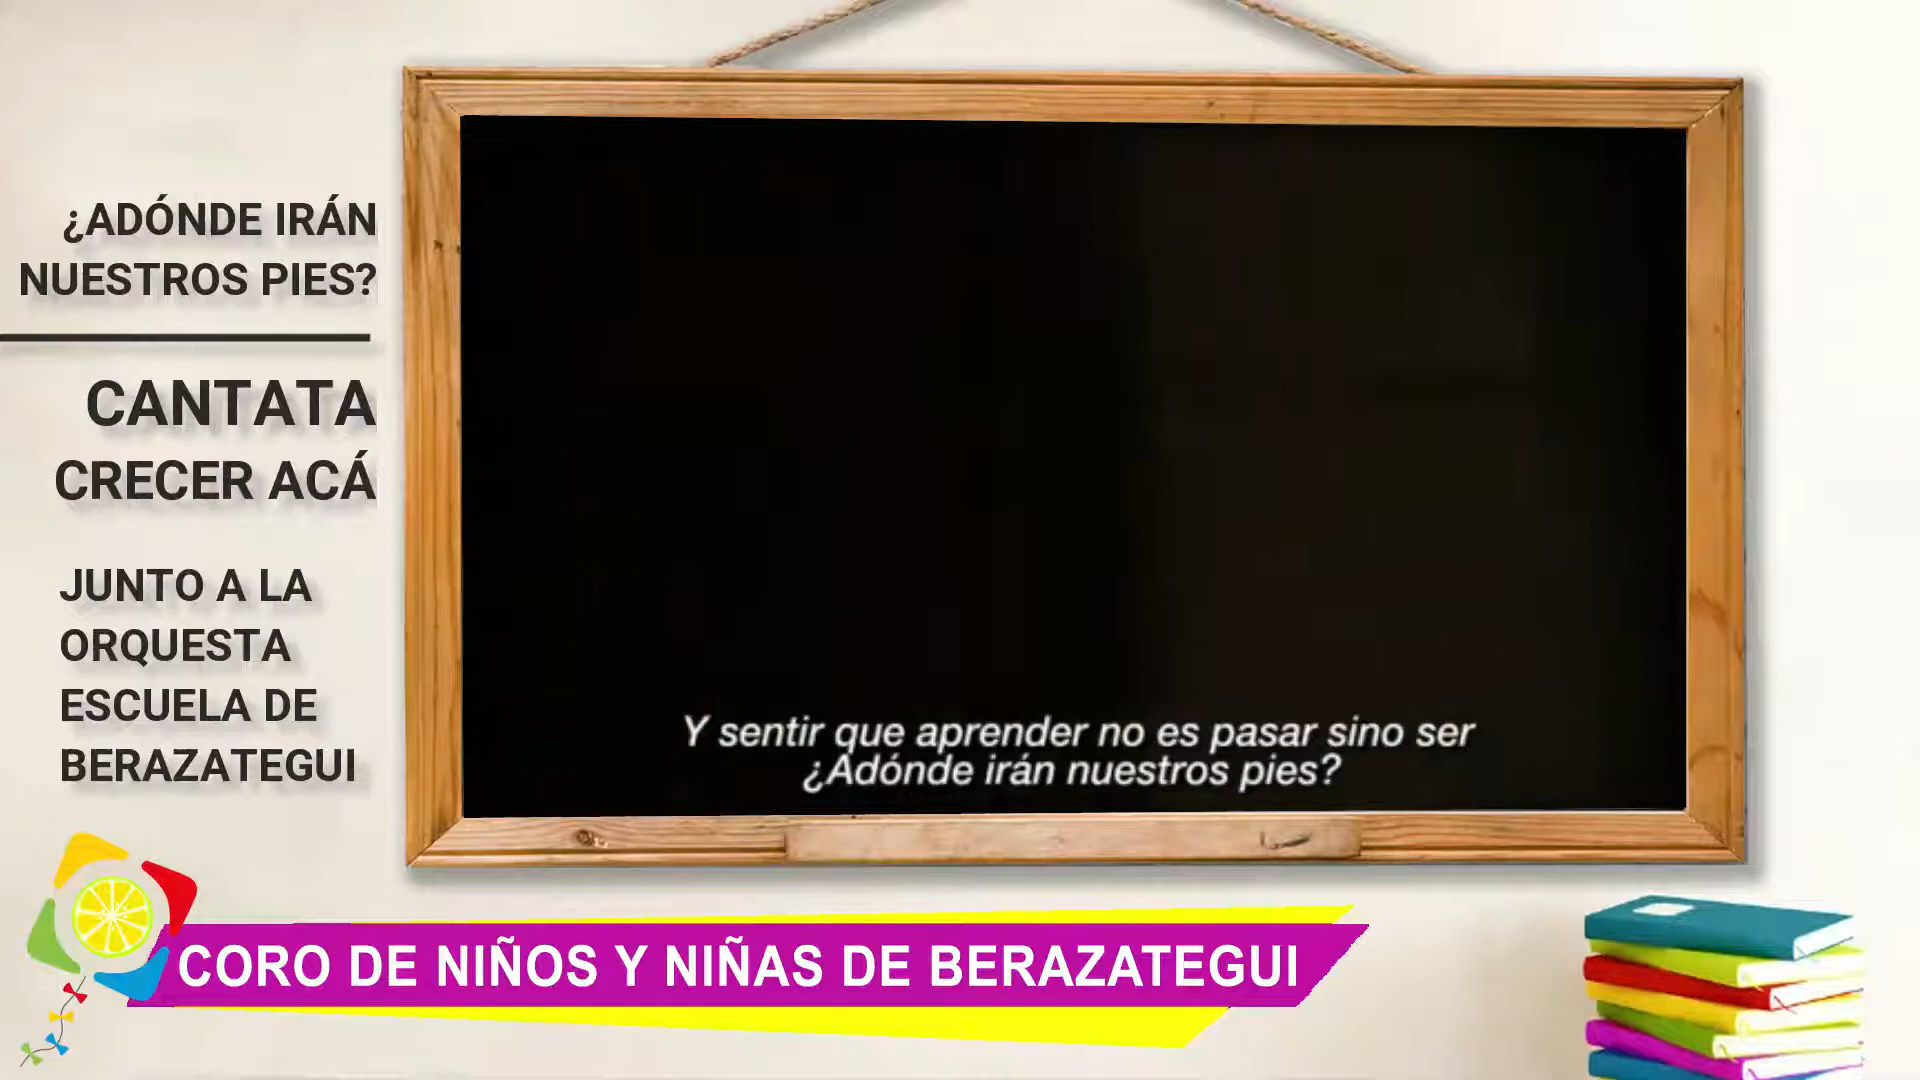 ¿ADÓNDE IRÁN
NUESTROS PIES?
CANTATA
CRECER ACÁ
JUNTO A LA
ORQUESTA
ESCUELA DE
BERAZATEGUI
Y sentir que aprender no es pasar sino ser
¿Adónde irán nuestros pies?
CORO DE NIÑOS Y NIÑAS DE BERAZATEGUI